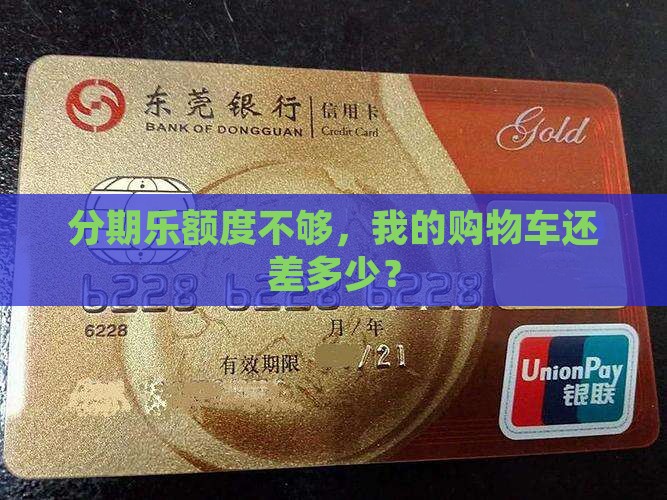 东莞银行 信用卡
BANK OF DONGGUAN Credit Card
Gold
分期乐额度不够，我的购物车还
差多少？
6228 6228 6228
6228
月/年
有效期限 /21
UnionPay
银联